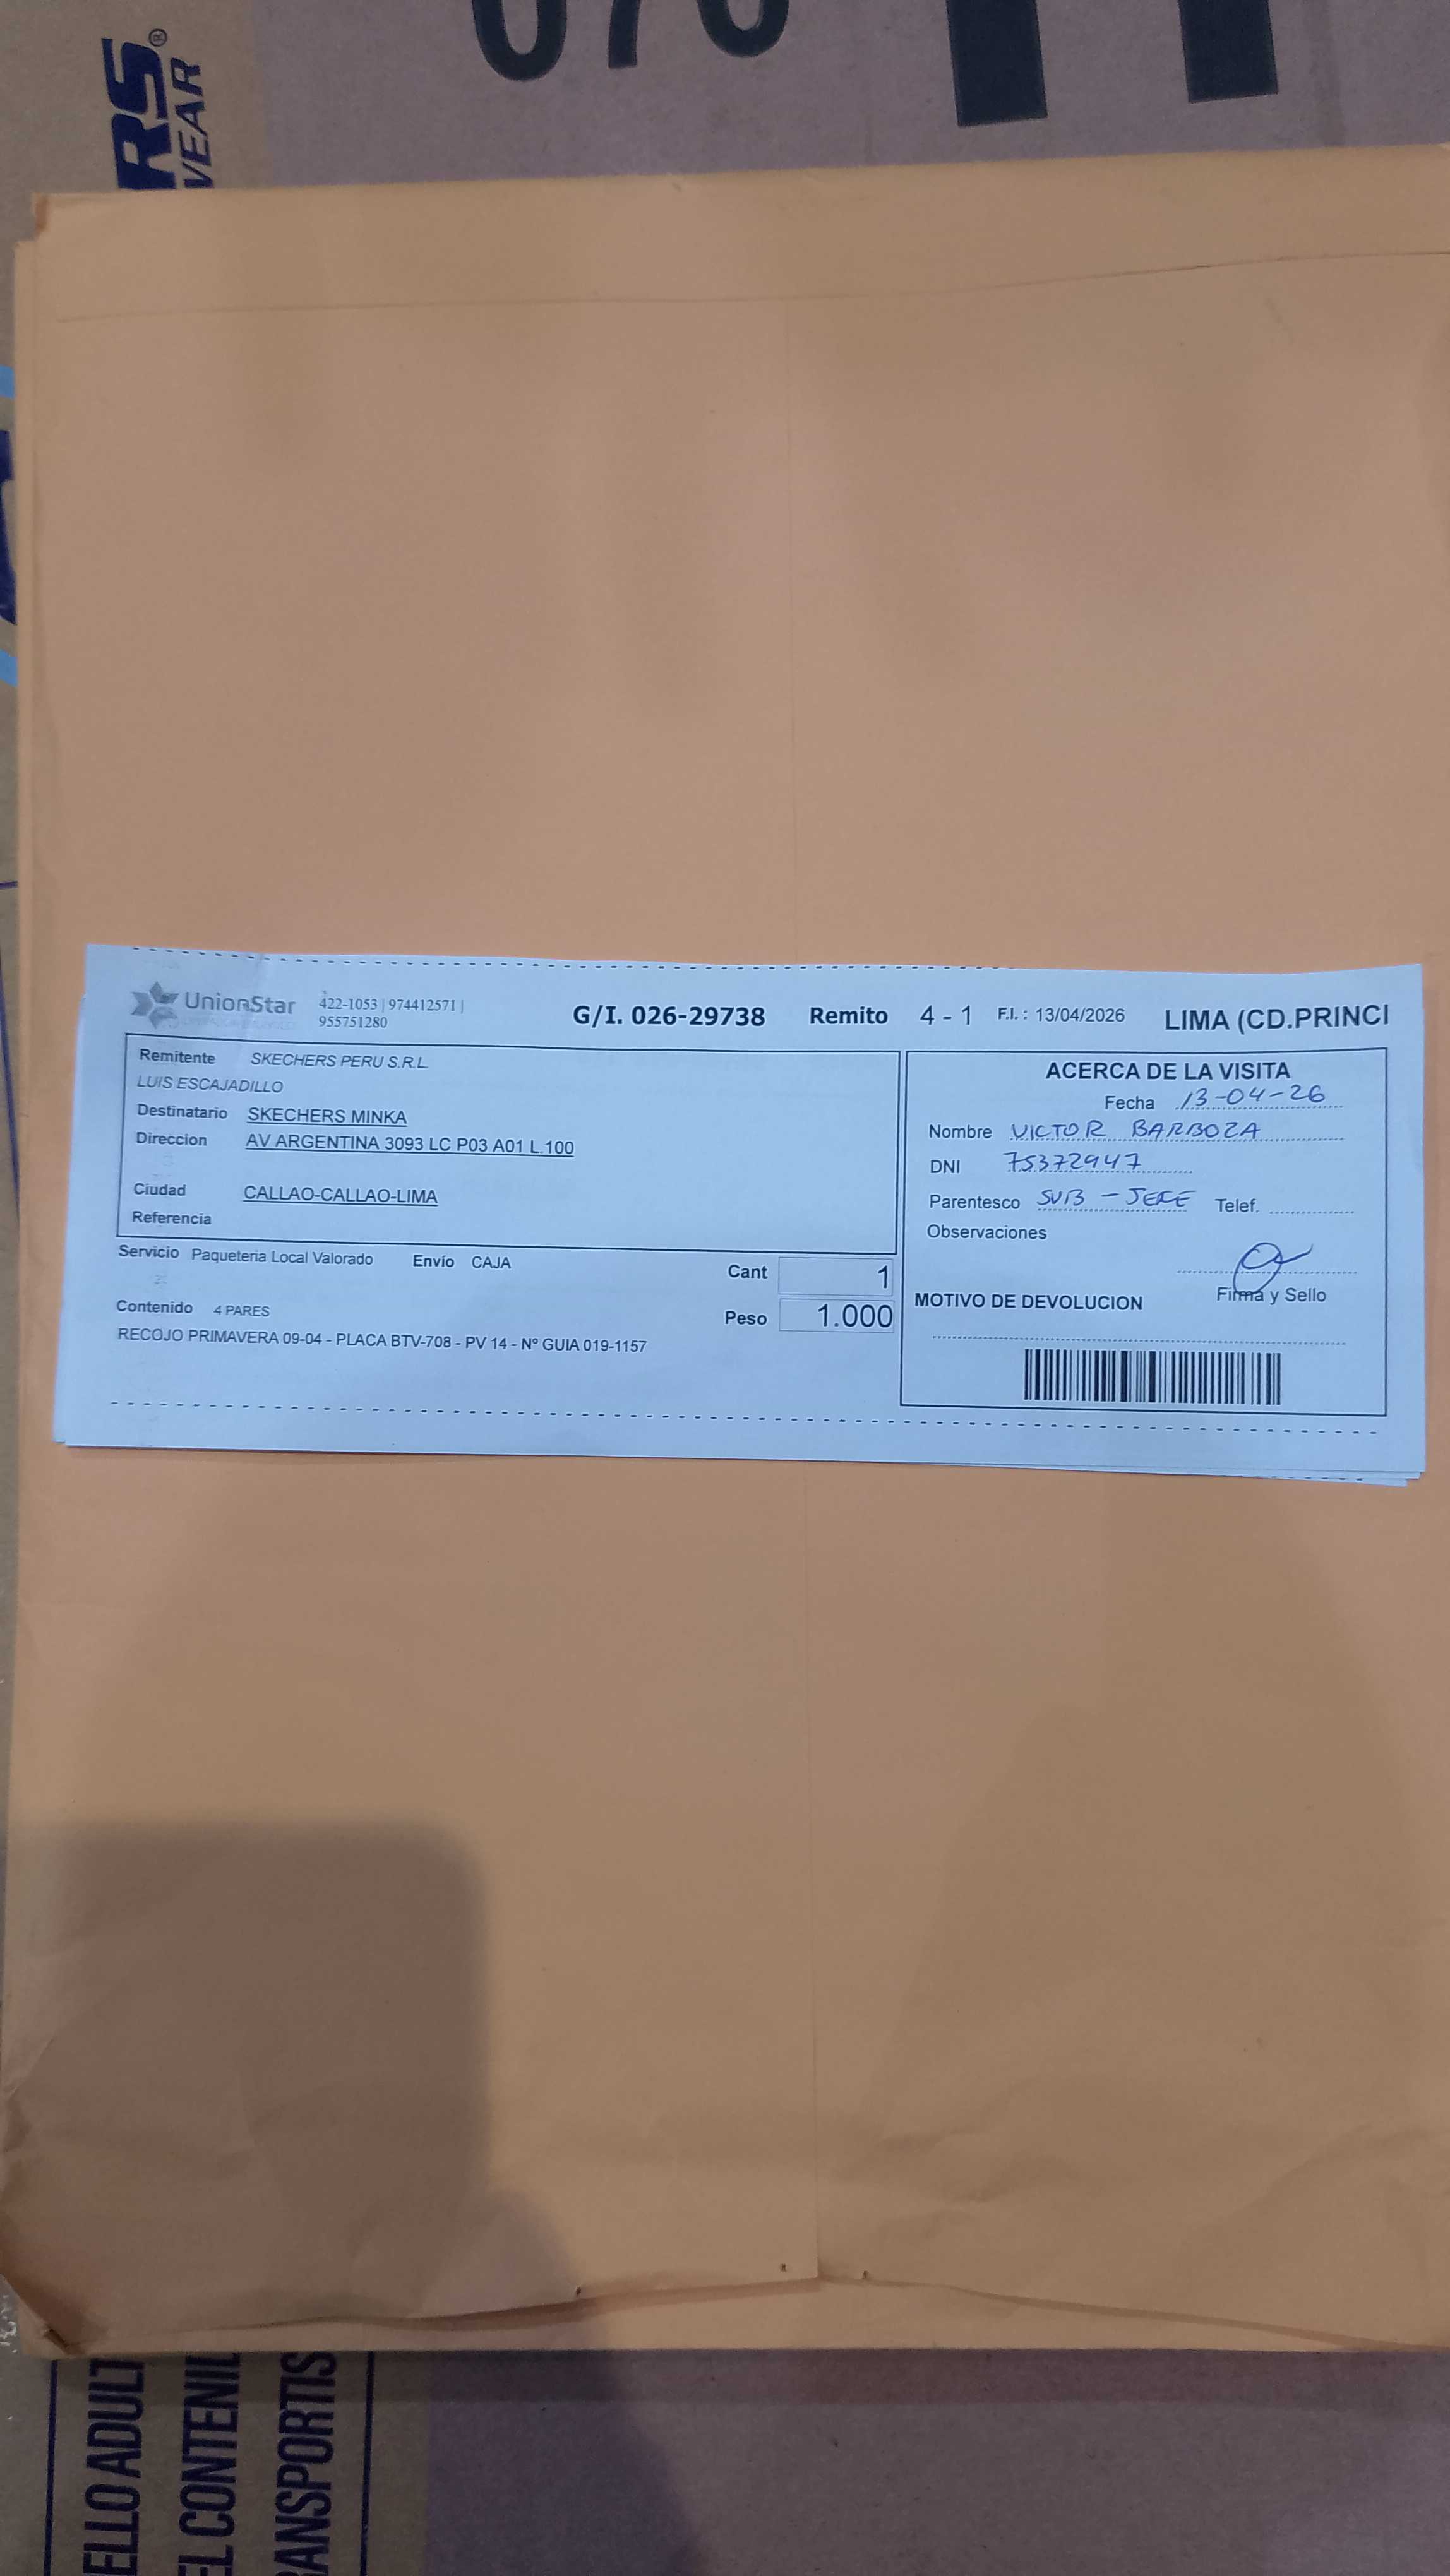 RS®
WEAR
UnionStar
422-1053 | 974412571 |
955751280
G/I. 026-29738 Remito 4 - 1 F.I. : 13/04/2026 LIMA (CD.PRINCI
Remitente SKECHERS PERU S.R.L.
LUIS ESCAJADILLO
Destinatario SKECHERS MINKA
Direccion AV ARGENTINA 3093 LC P03 A01 L.100
Ciudad CALLAO-CALLAO-LIMA
Referencia
Servicio Paqueteria Local Valorado Envío CAJA
Cant 1
Contenido 4 PARES
Peso 1.000
RECOJO PRIMAVERA 09-04 - PLACA BTV-708 - PV 14 - Nº GUIA 019-1157
ACERCA DE LA VISITA
Fecha 13-04-26
Nombre VICTOR BARBOZA
DNI 75372947
Parentesco SUB - JEFE Telef.
Observaciones
Firma y Sello
MOTIVO DE DEVOLUCION
ELLO ADULT
EL CONTENI
RANSPORTIS